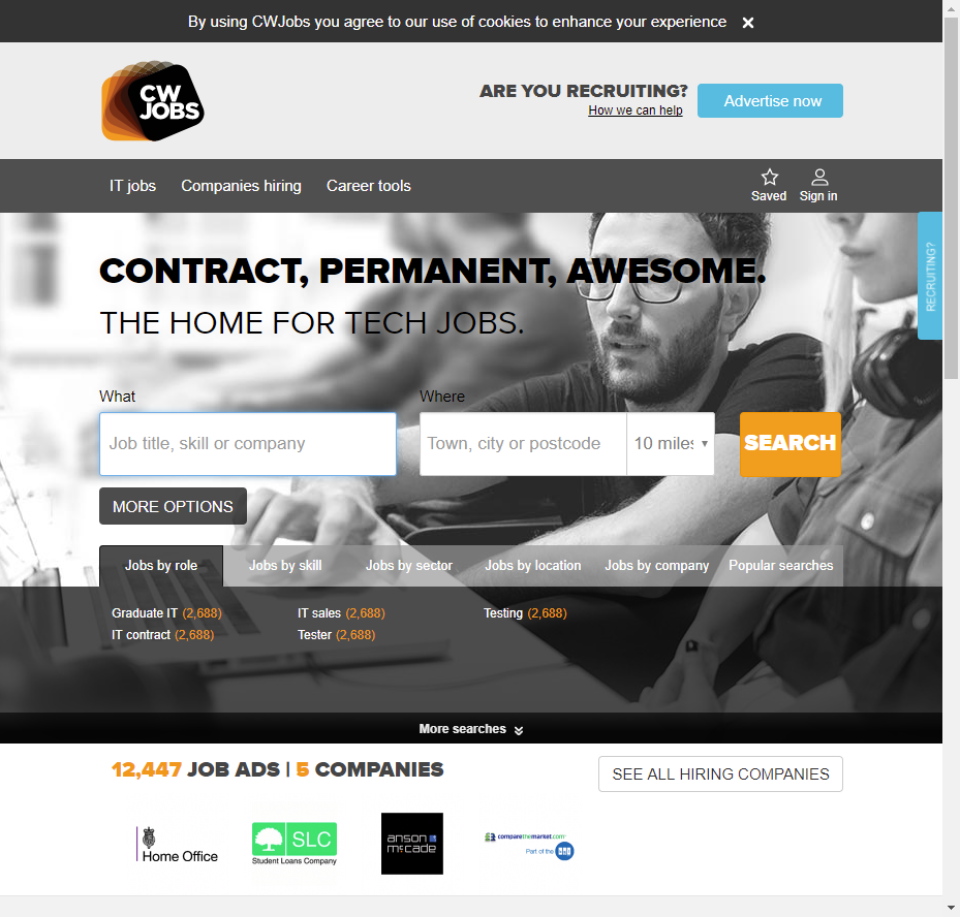 By using CWJobs you agree to our use of cookies to enhance your experience ×
CW
JOBS
ARE YOU RECRUITING?
How we can help
Advertise now
IT jobs Companies hiring Career tools
Saved Sign in
RECRUITING?
CONTRACT, PERMANENT, AWESOME.
THE HOME FOR TECH JOBS.
What Where
Job title, skill or company Town, city or postcode 10 miles SEARCH
MORE OPTIONS
Jobs by role Jobs by skill Jobs by sector Jobs by location Jobs by company Popular searches
Graduate IT (2,688) IT sales (2,688) Testing (2,688)
IT contract (2,688) Tester (2,688)
More searches
12,447 JOB ADS | 5 COMPANIES SEE ALL HIRING COMPANIES
Home Office
SLC
Student Loans Company
anson
mccade
comparethemarket.com
Part of the